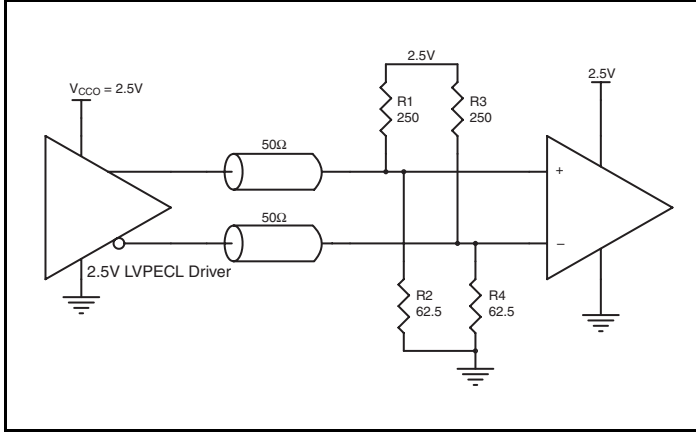 2.5V
V_CCO = 2.5V
2.5V
R1
250
R3
250
50Ω
+
50Ω
−
2.5V LVPECL Driver
R2
62.5
R4
62.5